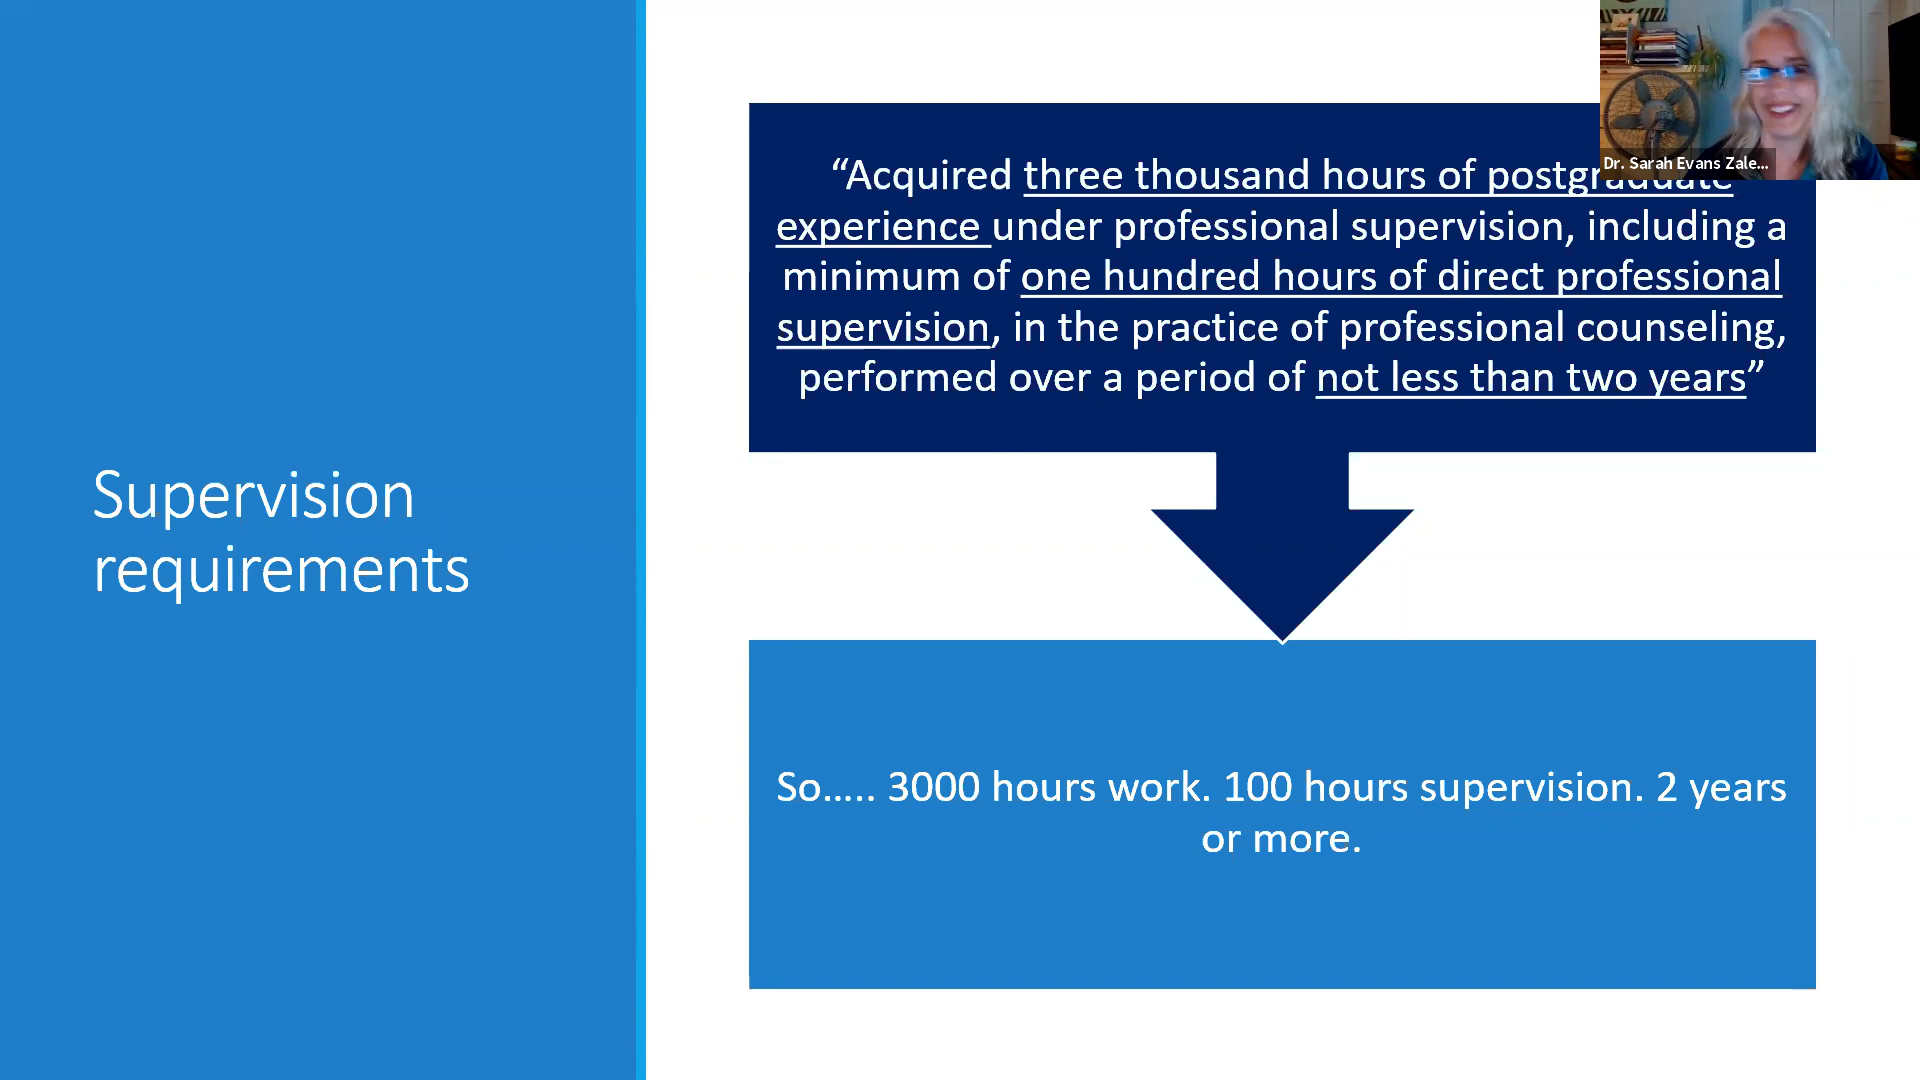 Supervision
requirements
“Acquired three thousand hours of postgraduate
experience under professional supervision, including a
minimum of one hundred hours of direct professional
supervision, in the practice of professional counseling,
performed over a period of not less than two years”
So..... 3000 hours work. 100 hours supervision. 2 years
or more.
Dr. Sarah Evans Zale...